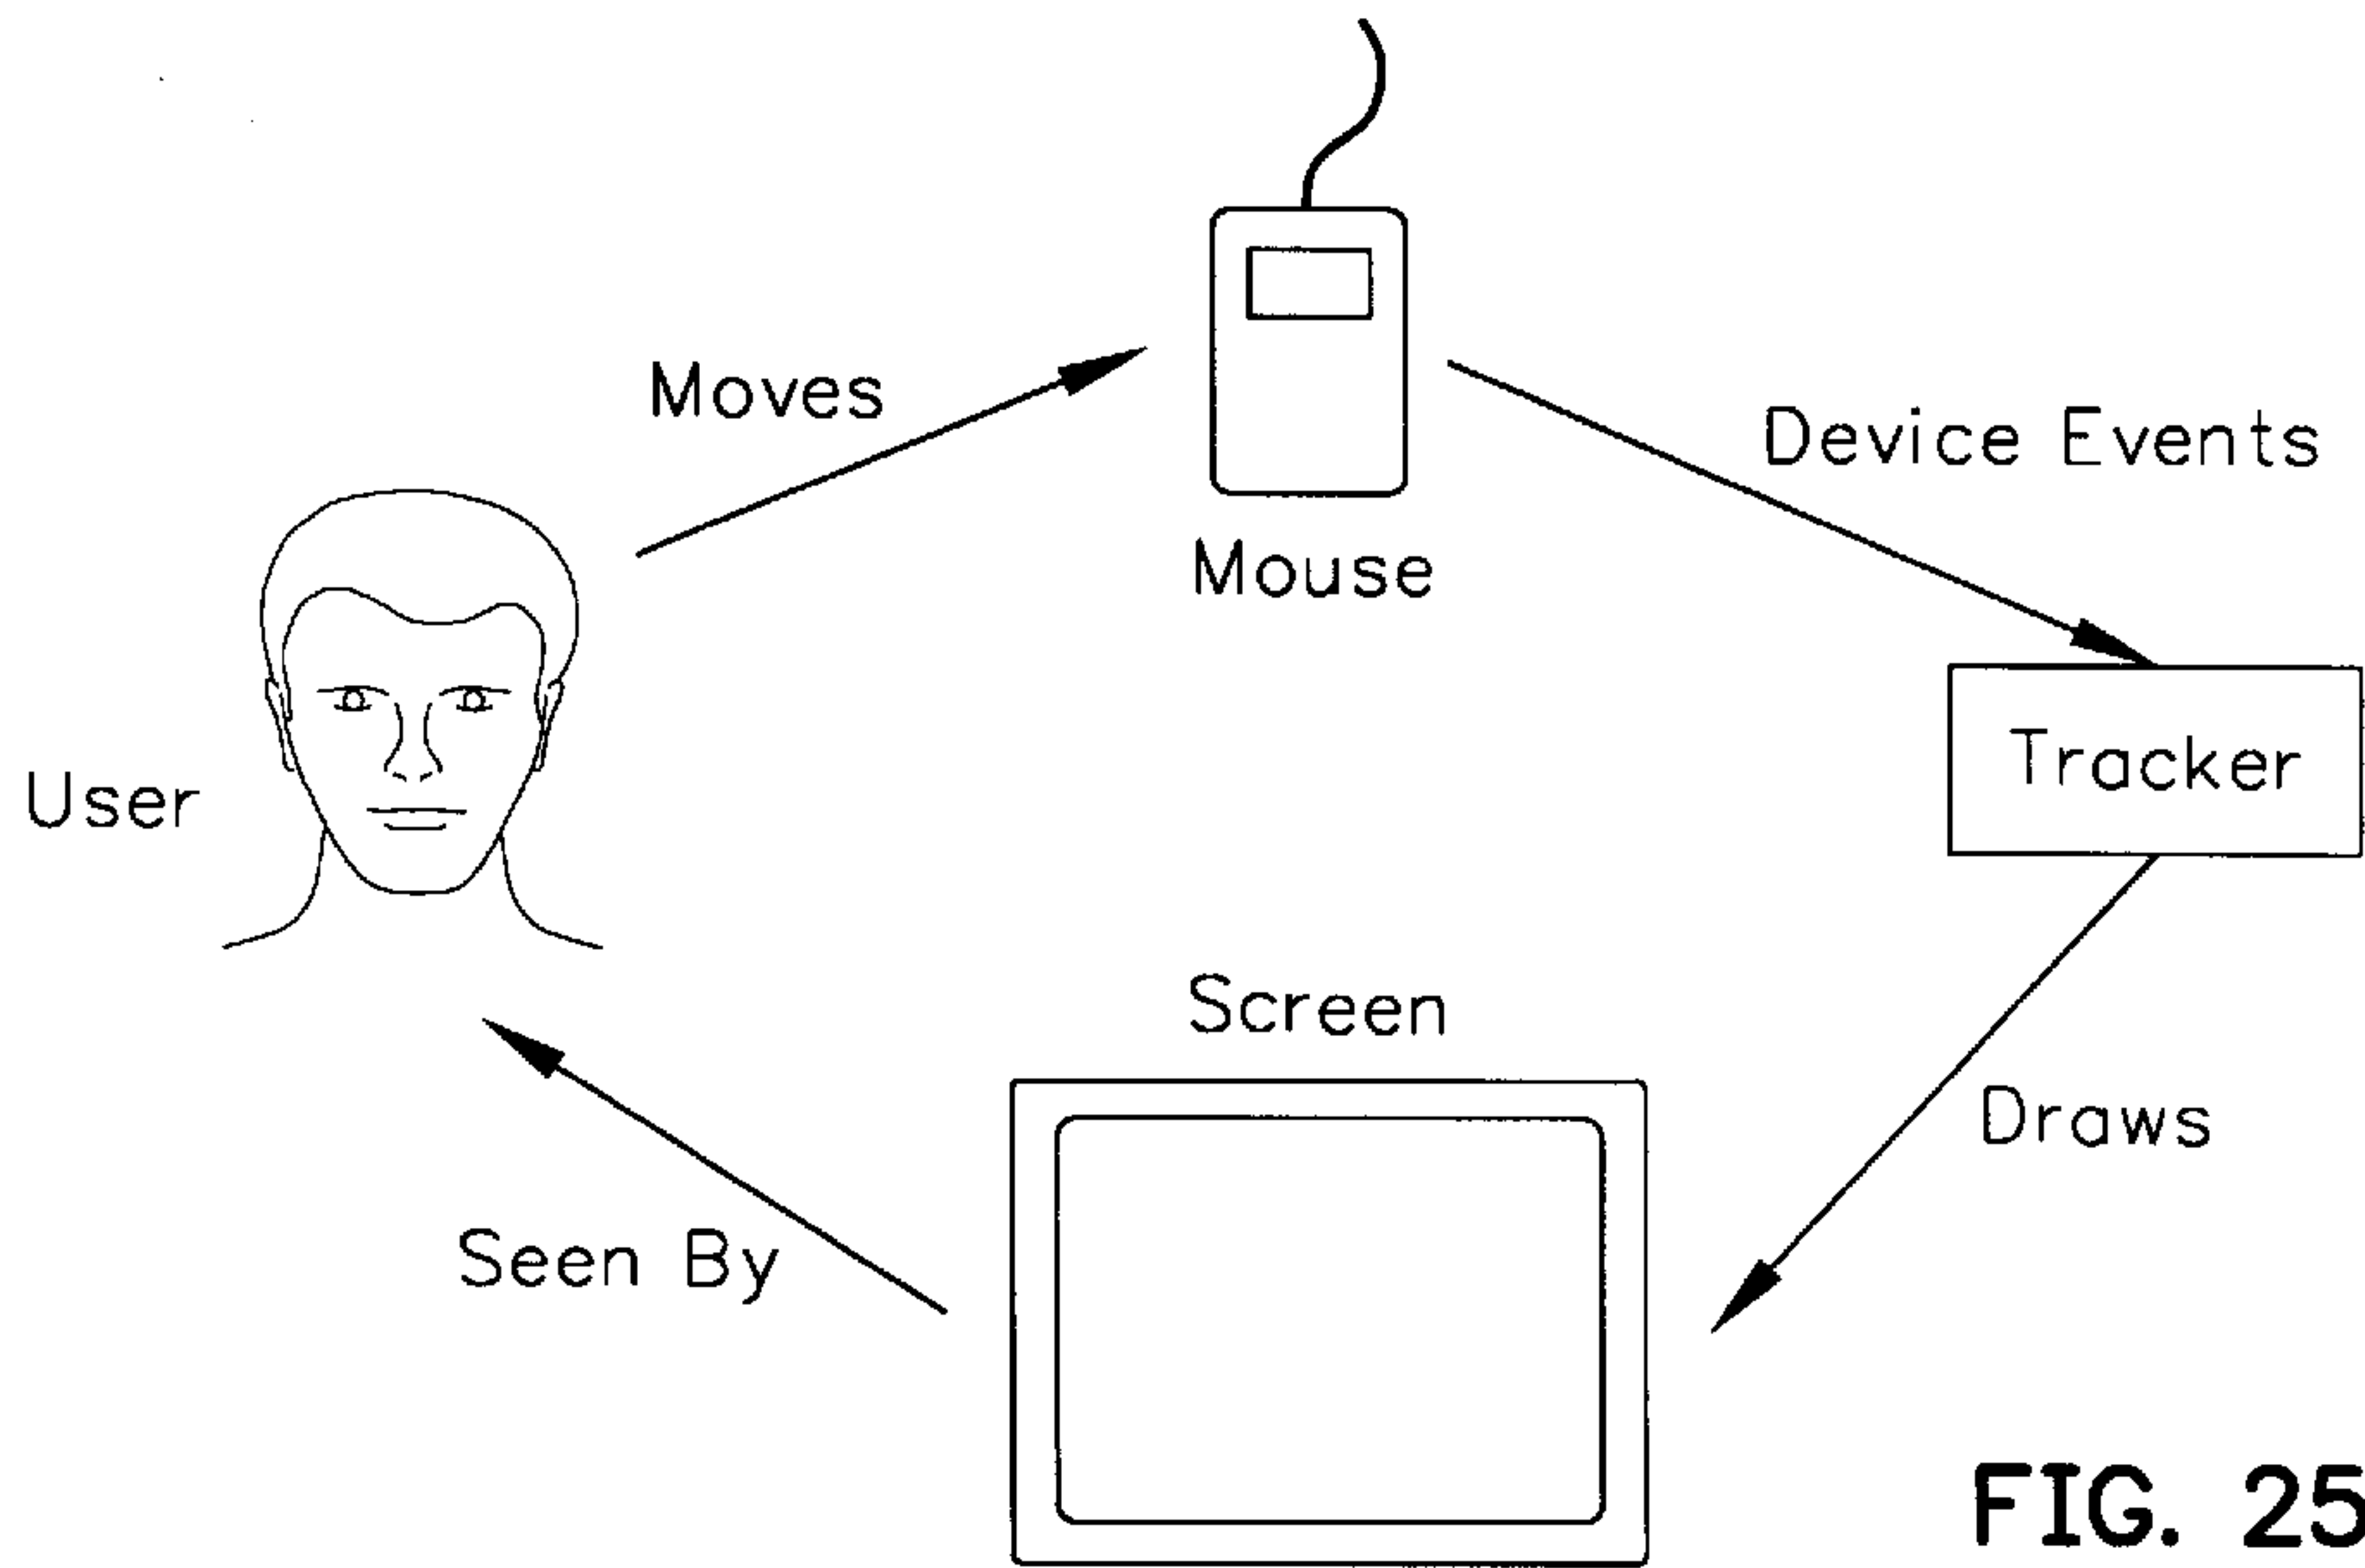 Moves
Device Events
Mouse
Tracker
User
Screen
Draws
Seen By
FIG. 25